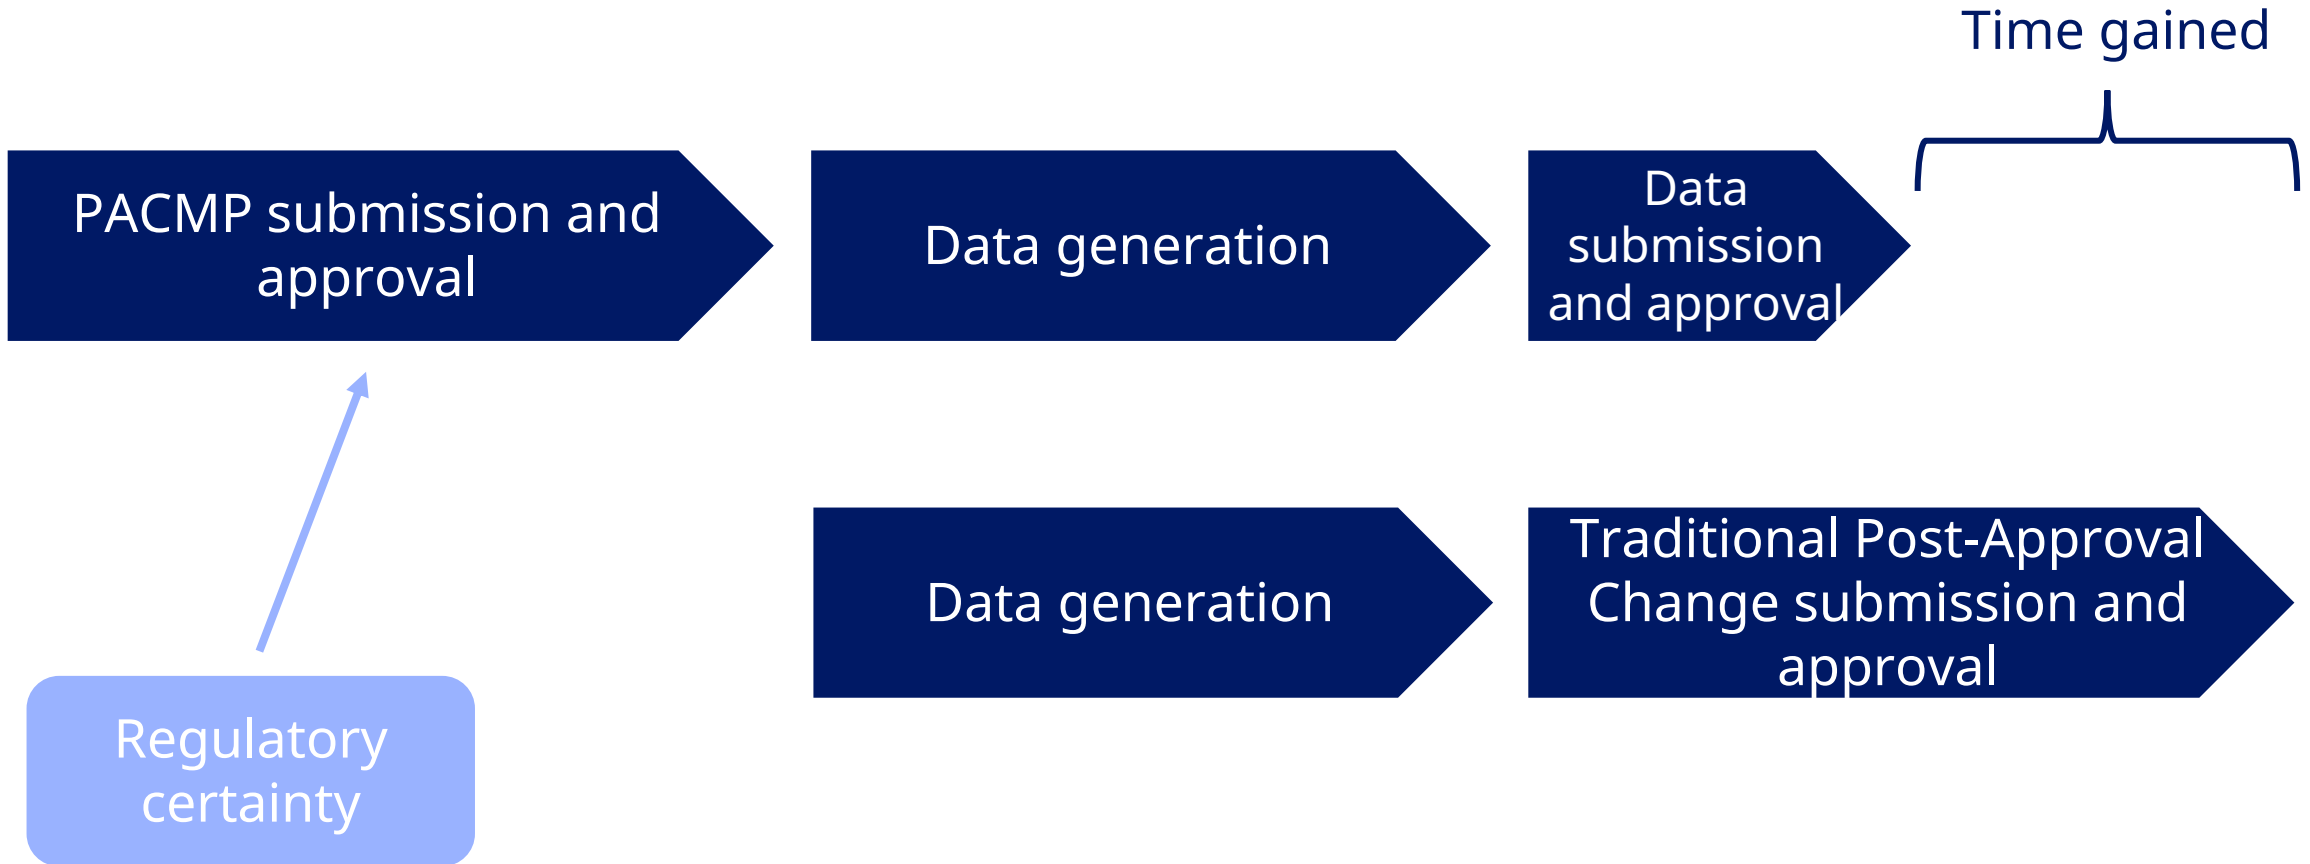 Time gained
PACMP submission and
approval
Data generation
Data
submission
and approval
Data generation
Traditional Post-Approval
Change submission and
approval
Regulatory
certainty